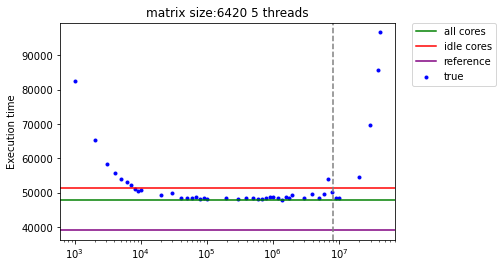 matrix size:6420 5 threads
Execution time
90000
80000
70000
60000
50000
40000
10³
10⁴
10⁵
10⁶
10⁷
all cores
idle cores
reference
true